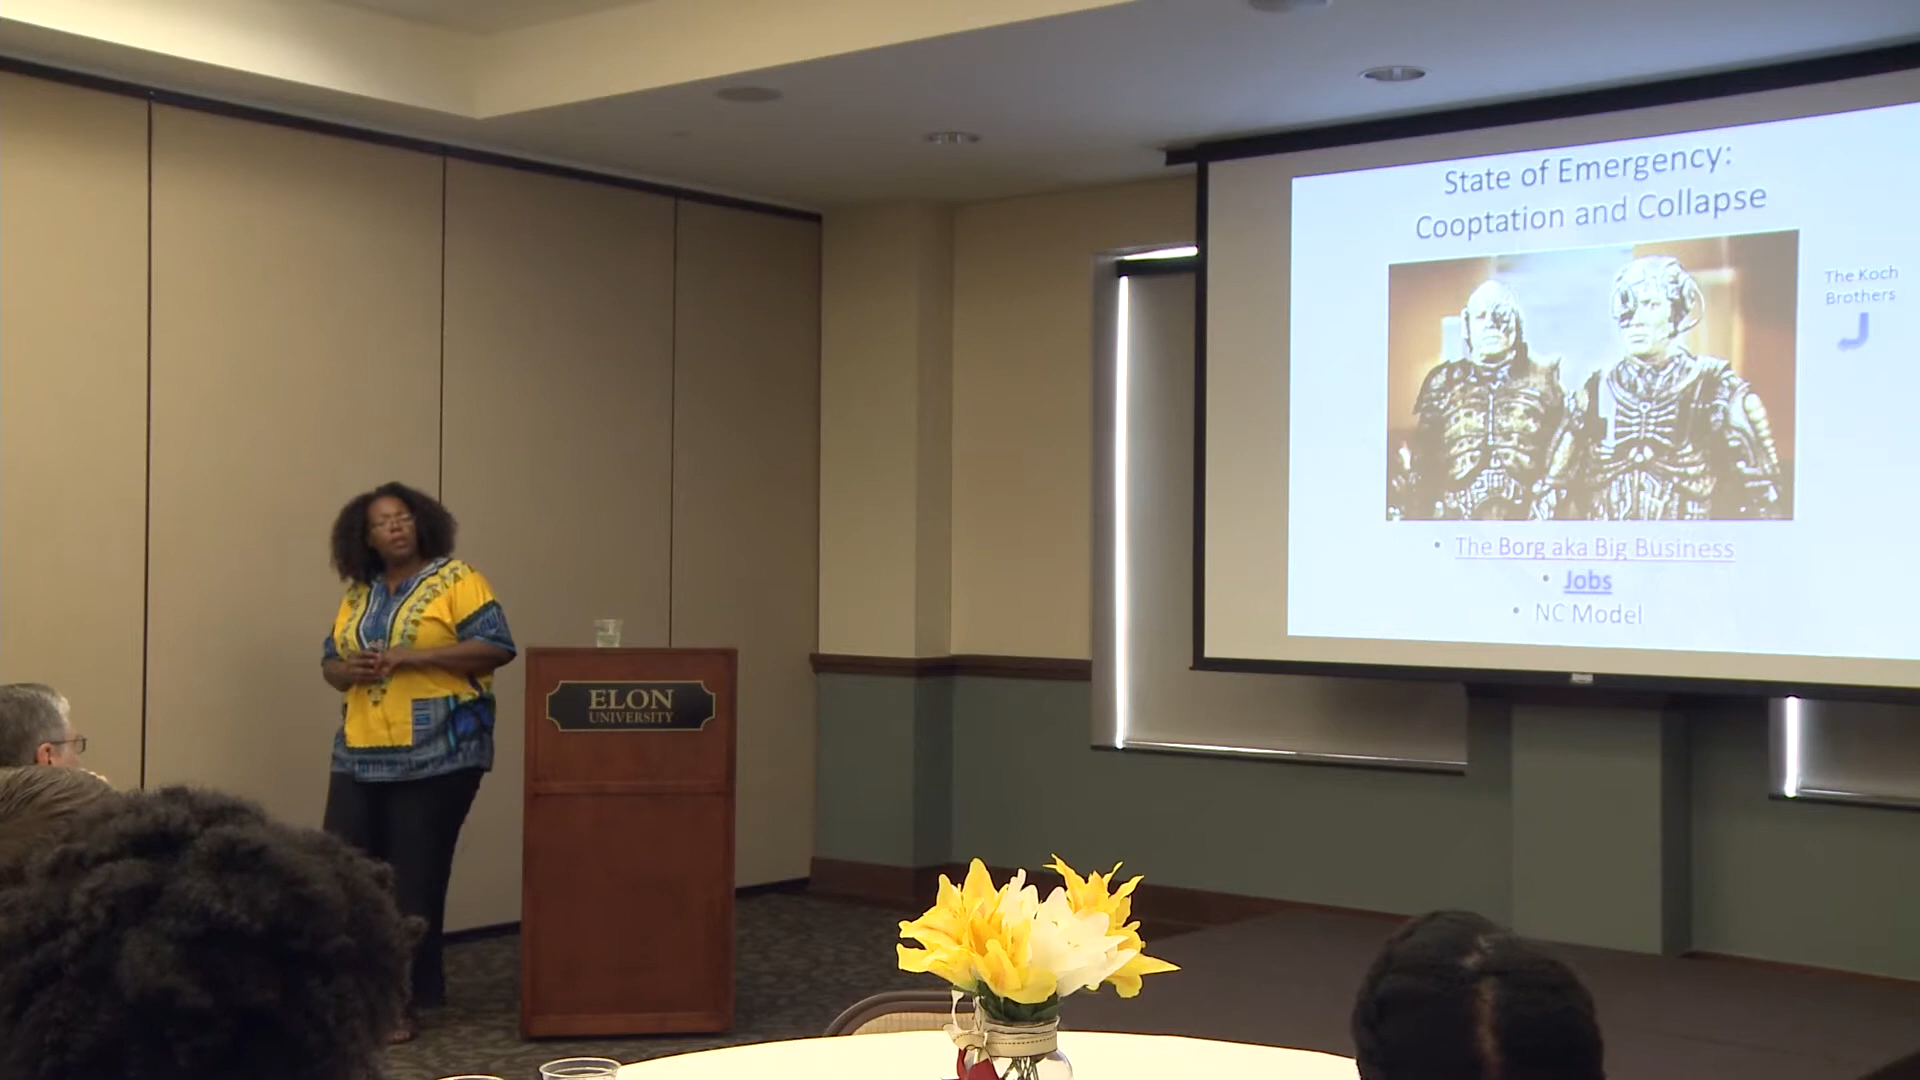 State of Emergency:
Cooptation and Collapse
The Koch
Brothers
• The Borg aka Big Business
• Jobs
• NC Model
ELON
UNIVERSITY